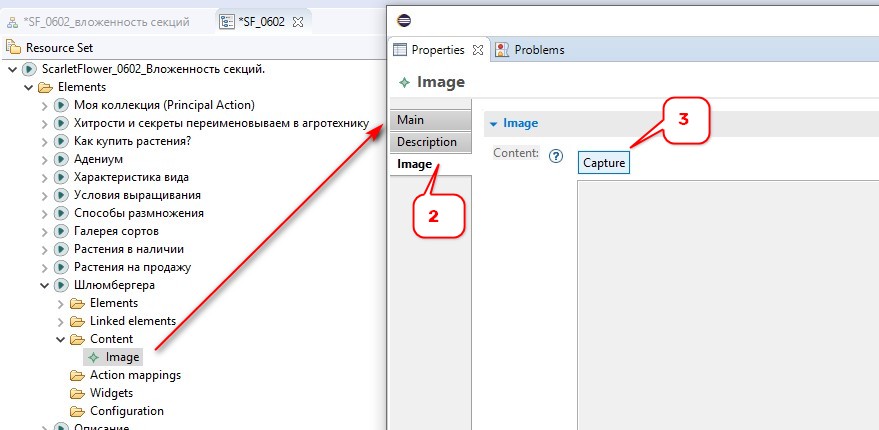 *SF_0602_вложенность секций
*SF_0602
Resource Set
ScarletFlower_0602_Вложенность секций.
Elements
Моя коллекция (Principal Action)
Хитрости и секреты переименовываем в агротехнику
Как купить растения?
Адениум
Характеристика вида
Условия выращивания
Способы размножения
Галерея сортов
Растения в наличии
Растения на продажу
Шлюмбергера
Elements
Linked elements
Content
Image
Action mappings
Widgets
Configuration
Описание
Properties
Problems
Image
Main
Description
Image
2
Image
Content:
?
Capture
3